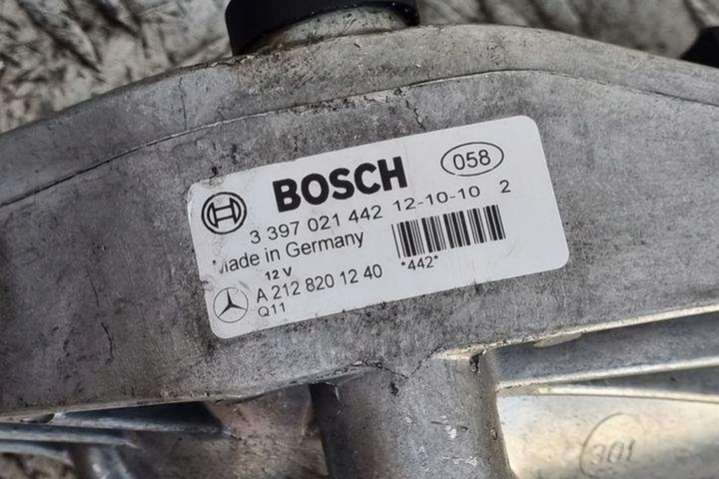 BOSCH 058
3 397 021 442 12-10-10 2
Made in Germany
12 V *442*
A 212 820 12 40
Q11
301